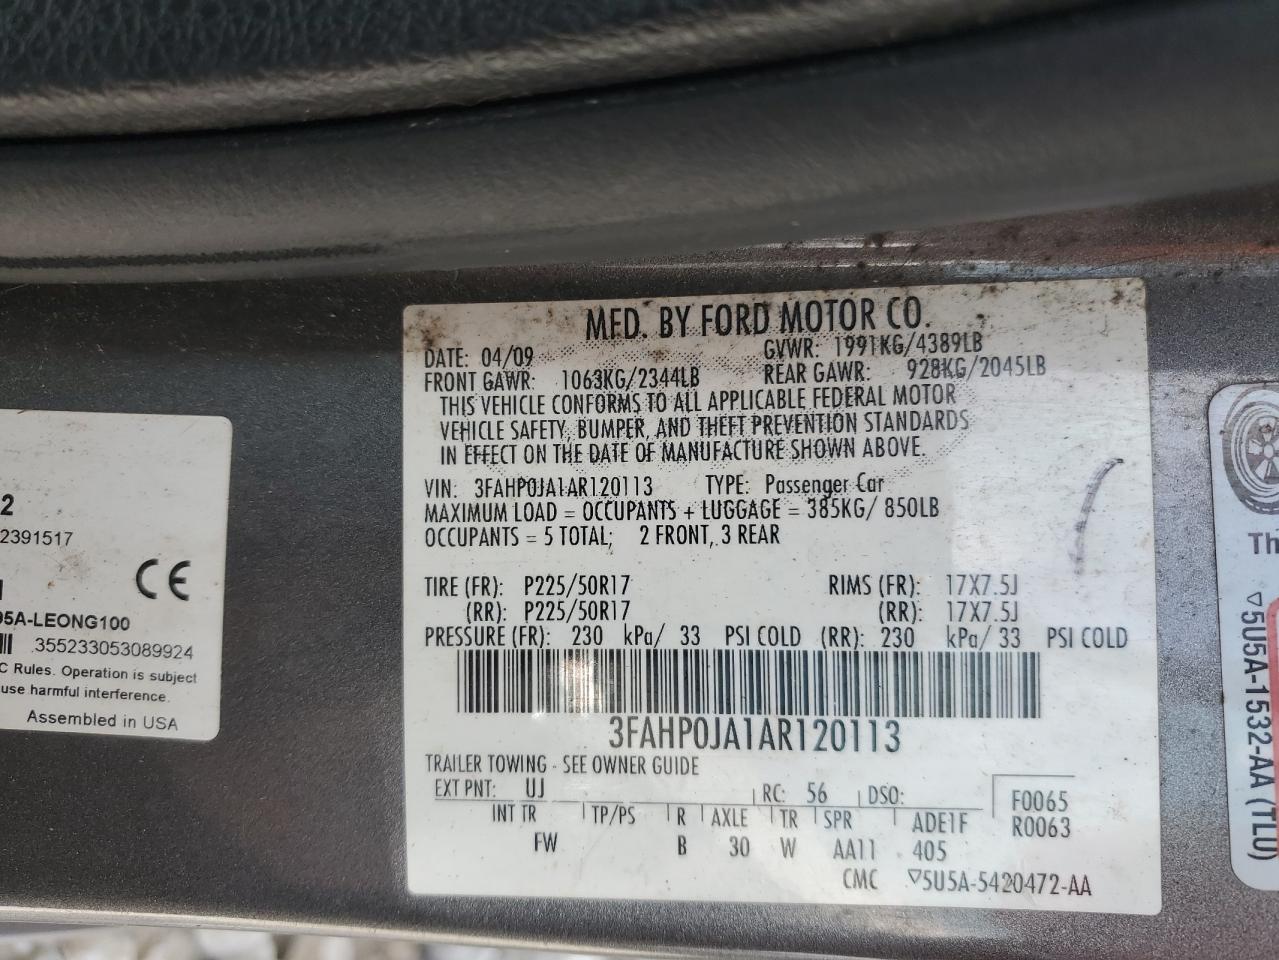 MFD. BY FORD MOTOR CO.
DATE: 04/09 GVWR: 1991KG/4389LB
FRONT GAWR: 1063KG/2344LB REAR GAWR: 928KG/2045LB
THIS VEHICLE CONFORMS TO ALL APPLICABLE FEDERAL MOTOR
VEHICLE SAFETY, BUMPER, AND THEFT PREVENTION STANDARDS
IN EFFECT ON THE DATE OF MANUFACTURE SHOWN ABOVE.
VIN: 3FAHP0JA1AR120113 TYPE: Passenger Car
MAXIMUM LOAD = OCCUPANTS + LUGGAGE = 385KG/ 850LB
OCCUPANTS = 5 TOTAL; 2 FRONT, 3 REAR
TIRE (FR): P225/50R17 RIMS (FR): 17X7.5J
(RR): P225/50R17 (RR): 17X7.5J
PRESSURE (FR): 230 kPa/ 33 PSI COLD (RR): 230 kPa/ 33 PSI COLD
3FAHP0JA1AR120113
TRAILER TOWING - SEE OWNER GUIDE
EXT PNT: UJ RC: 56 DSO: F0065
INT TR TP/PS R AXLE TR SPR ADE1F R0063
FW B 30 W AA11 405
CMC ▽5U5A-5420472-AA
2
2391517
CE
95A-LEONG100
355233053089924
C Rules. Operation is subject
use harmful interference.
Assembled in USA
Th
▽5U5A-1532-AA (TLU)